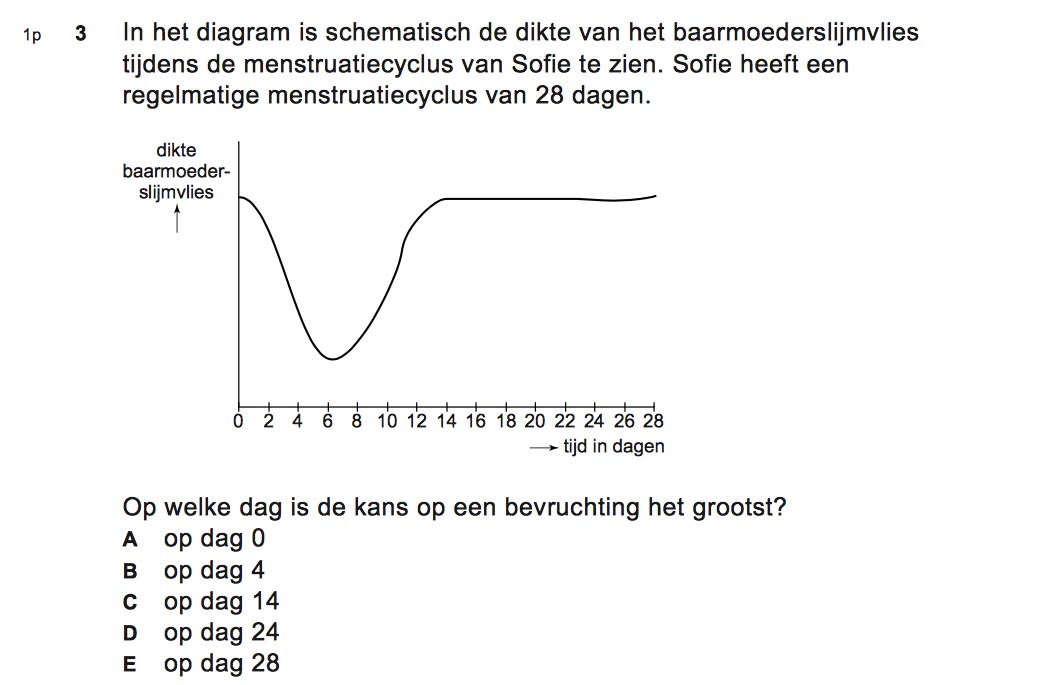 1p 3 In het diagram is schematisch de dikte van het baarmoederslijmvlies
tijdens de menstruatiecyclus van Sofie te zien. Sofie heeft een
regelmatige menstruatiecyclus van 28 dagen.
dikte
baarmoeder-
slijmvlies
0 2 4 6 8 10 12 14 16 18 20 22 24 26 28
tijd in dagen
Op welke dag is de kans op een bevruchting het grootst?
A op dag 0
B op dag 4
C op dag 14
D op dag 24
E op dag 28